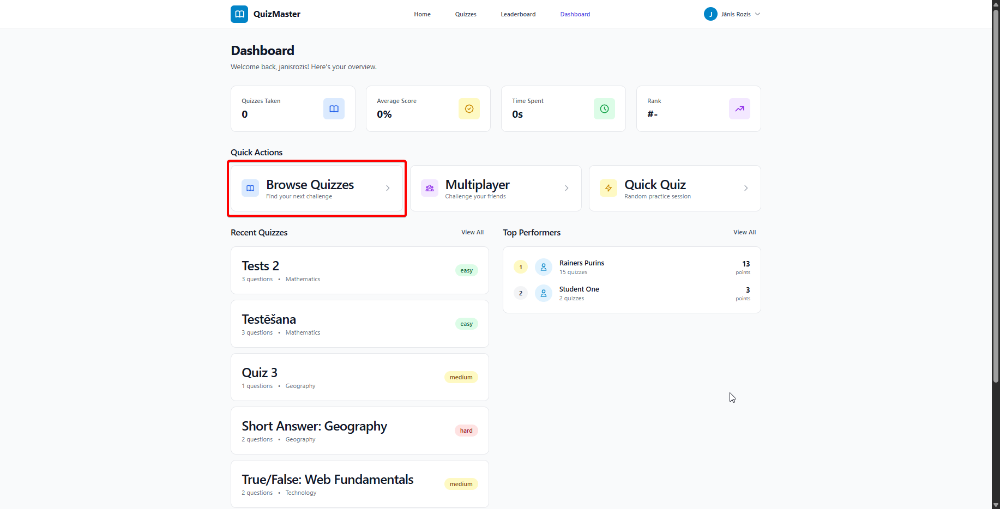 QuizMaster
Home
Quizzes
Leaderboard
Dashboard
J
Jānis Rozis
Dashboard
Welcome back, janisrozis! Here's your overview.
Quizzes Taken
0
Average Score
0%
Time Spent
0s
Rank
#-
Quick Actions
Browse Quizzes
Find your next challenge
Multiplayer
Challenge your friends
Quick Quiz
Random practice session
Recent Quizzes
View All
Tests 2
3 questions • Mathematics
easy
Testēšana
3 questions • Mathematics
easy
Quiz 3
1 questions • Geography
medium
Short Answer: Geography
2 questions • Geography
hard
True/False: Web Fundamentals
2 questions • Technology
medium
Top Performers
View All
1
Rainers Purins
15 quizzes
13
points
2
Student One
2 quizzes
3
points